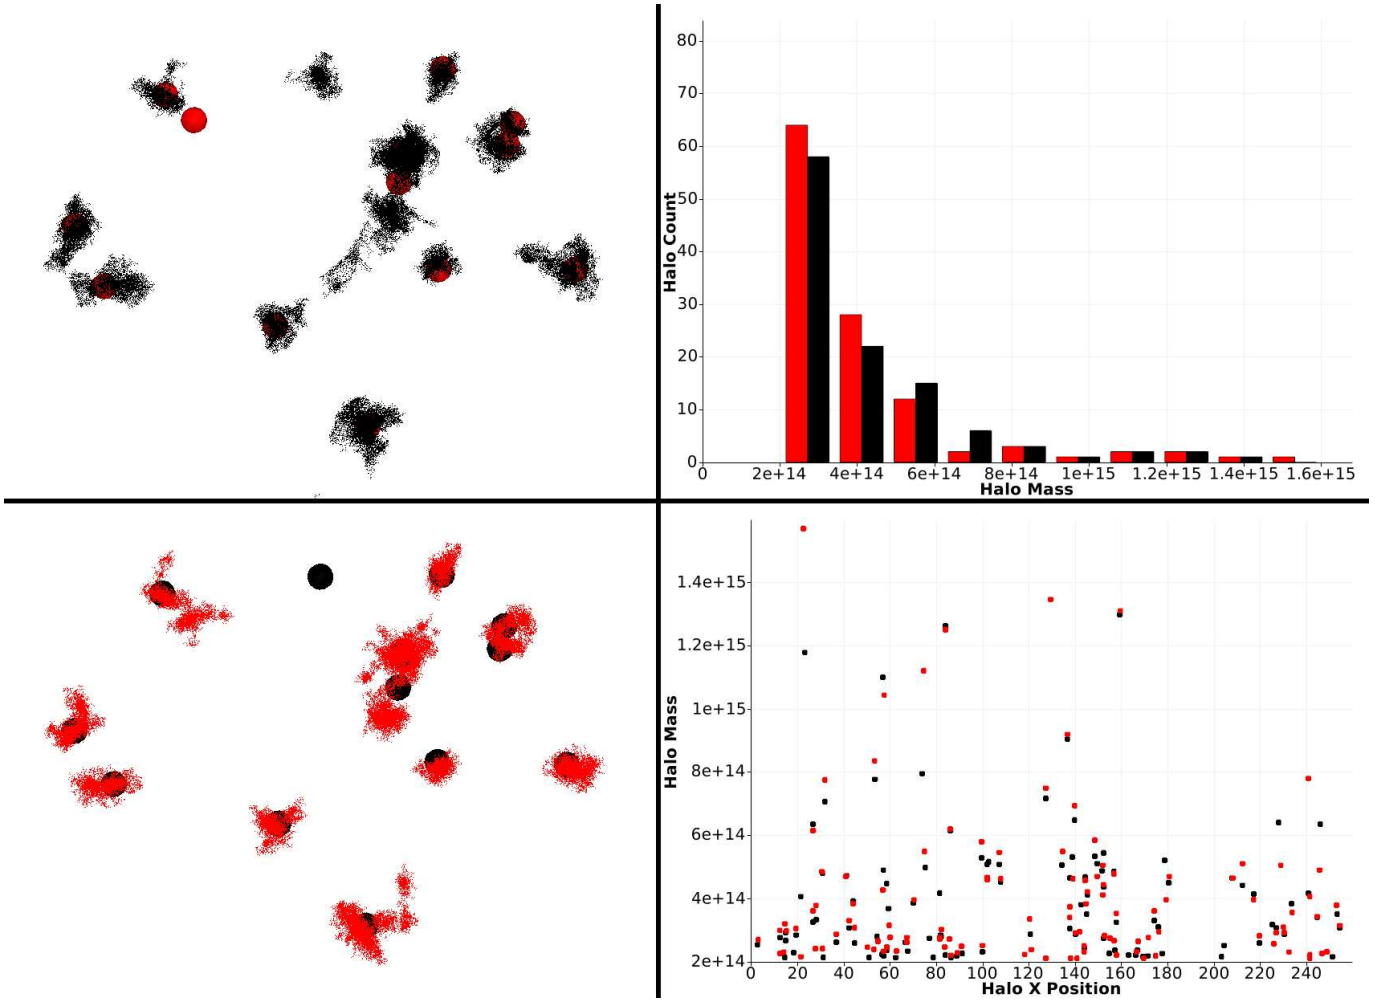 80
70
60
50
40
30
20
10
0
Halo Count
0 2e+14 4e+14 6e+14 8e+14 1e+15 1.2e+15 1.4e+15 1.6e+15
Halo Mass
1.4e+15
1.2e+15
1e+15
8e+14
6e+14
4e+14
2e+14
Halo Mass
0 20 40 60 80 100 120 140 160 180 200 220 240
Halo X Position